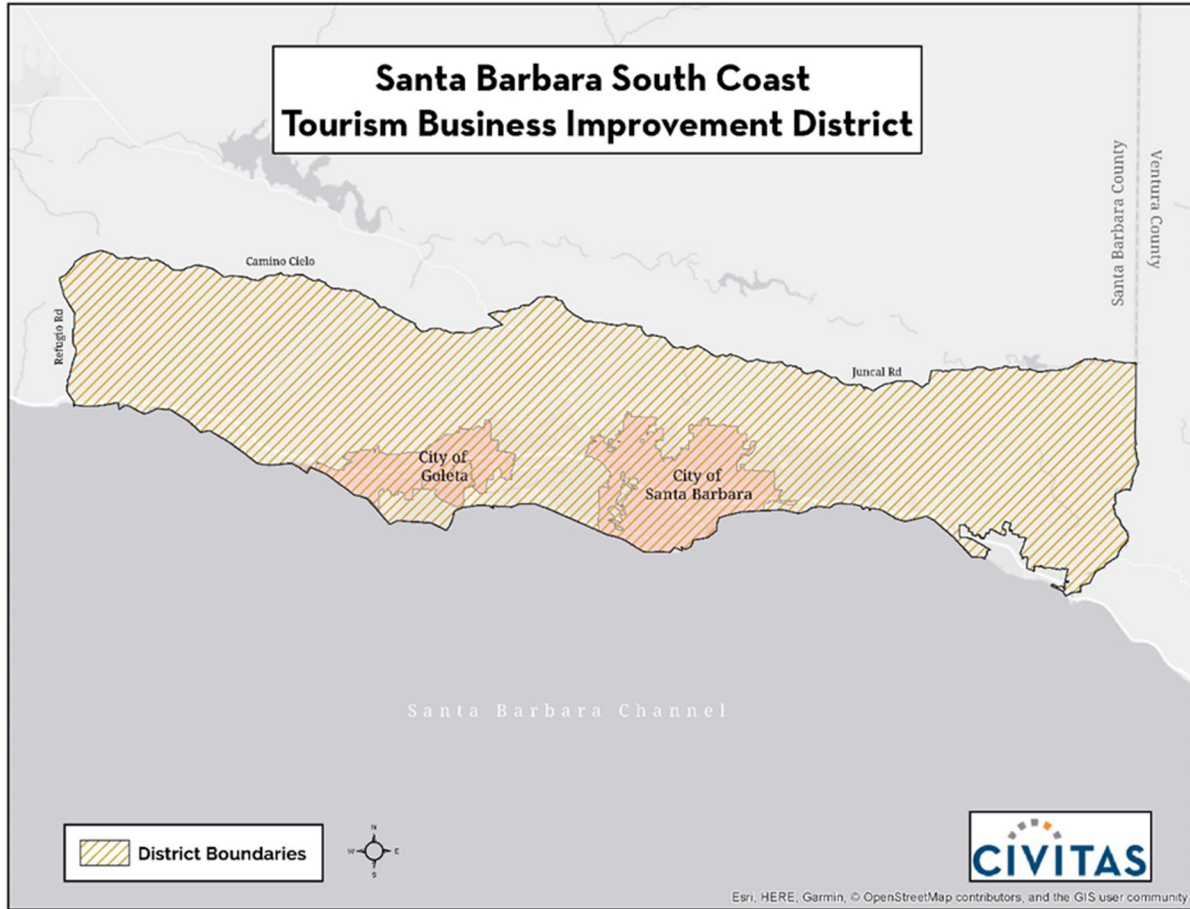 Santa Barbara South Coast
Tourism Business Improvement District
Santa Barbara County
Ventura County
Camino Cielo
Refugio Rd
Juncal Rd
City of
Goleta
City of
Santa Barbara
Santa Barbara Channel
District Boundaries
N
W E
S
CIVITAS
Esri, HERE, Garmin, © OpenStreetMap contributors, and the GIS user community